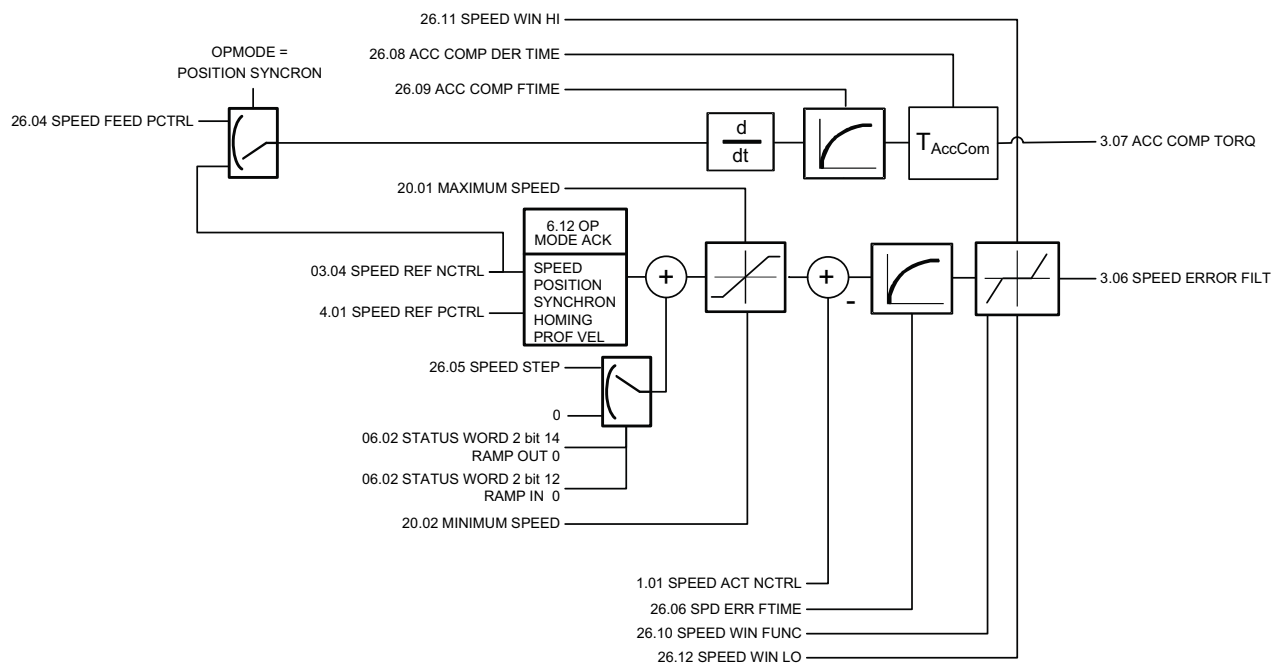 26.11 SPEED WIN HI
OPMODE =
POSITION SYNCRON
26.08 ACC COMP DER TIME
26.09 ACC COMP FTIME
26.04 SPEED FEED PCTRL
d
dt
TAccCom
3.07 ACC COMP TORQ
20.01 MAXIMUM SPEED
6.12 OP
MODE ACK
03.04 SPEED REF NCTRL
SPEED
POSITION
SYNCHRON
HOMING
PROF VEL
+
+
-
3.06 SPEED ERROR FILT
4.01 SPEED REF PCTRL
26.05 SPEED STEP
0
06.02 STATUS WORD 2 bit 14
RAMP OUT 0
06.02 STATUS WORD 2 bit 12
RAMP IN 0
20.02 MINIMUM SPEED
1.01 SPEED ACT NCTRL
26.06 SPD ERR FTIME
26.10 SPEED WIN FUNC
26.12 SPEED WIN LO